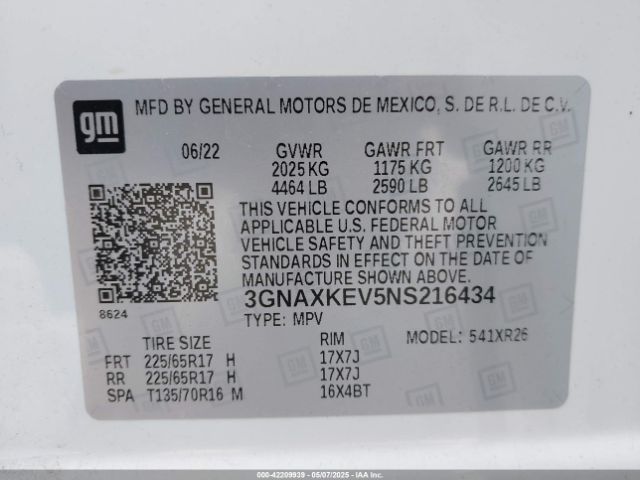 gm MFD BY GENERAL MOTORS DE MEXICO, S. DE R.L. DE C.V.
06/22 GVWR GAWR FRT GAWR RR
2025 KG 1175 KG 1200 KG
4464 LB 2590 LB 2645 LB
THIS VEHICLE CONFORMS TO ALL
APPLICABLE U.S. FEDERAL MOTOR
VEHICLE SAFETY AND THEFT PREVENTION
STANDARDS IN EFFECT ON THE DATE OF
MANUFACTURE SHOWN ABOVE.
3GNAXKEV5NS216434
8624 TYPE: MPV
TIRE SIZE RIM MODEL: 541XR26
FRT 225/65R17 H 17X7J
RR 225/65R17 H 17X7J
SPA T135/70R16 M 16X4BT
000-42209939 - 05/07/2025 - IAAI.COM